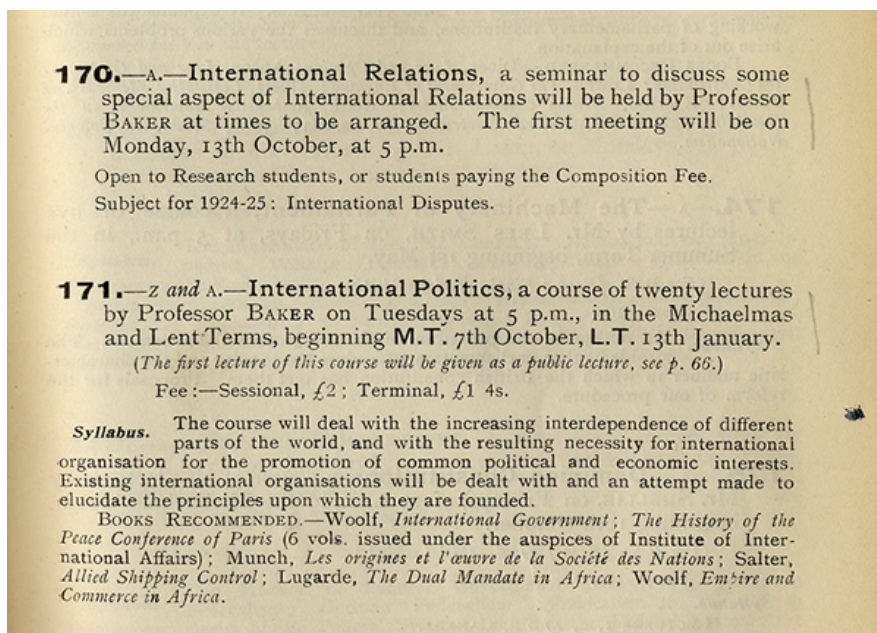 170.—A.—International Relations, a seminar to discuss some
special aspect of International Relations will be held by Professor
BAKER at times to be arranged. The first meeting will be on
Monday, 13th October, at 5 p.m.
Open to Research students, or students paying the Composition Fee.
Subject for 1924-25: International Disputes.
171.—Z and A.—International Politics, a course of twenty lectures
by Professor BAKER on Tuesdays at 5 p.m., in the Michaelmas
and Lent Terms, beginning M.T. 7th October, L.T. 13th January.
(The first lecture of this course will be given as a public lecture, see p. 66.)
Fee:—Sessional, £2; Terminal, £1 4s.
Syllabus. The course will deal with the increasing interdependence of different
parts of the world, and with the resulting necessity for international
organisation for the promotion of common political and economic interests.
Existing international organisations will be dealt with and an attempt made to
elucidate the principles upon which they are founded.
BOOKS RECOMMENDED.—Woolf, International Government; The History of the
Peace Conference of Paris (6 vols. issued under the auspices of Institute of Inter-
national Affairs); Munch, Les origines et l'œuvre de la Société des Nations; Salter,
Allied Shipping Control; Lugarde, The Dual Mandate in Africa; Woolf, Empire and
Commerce in Africa.